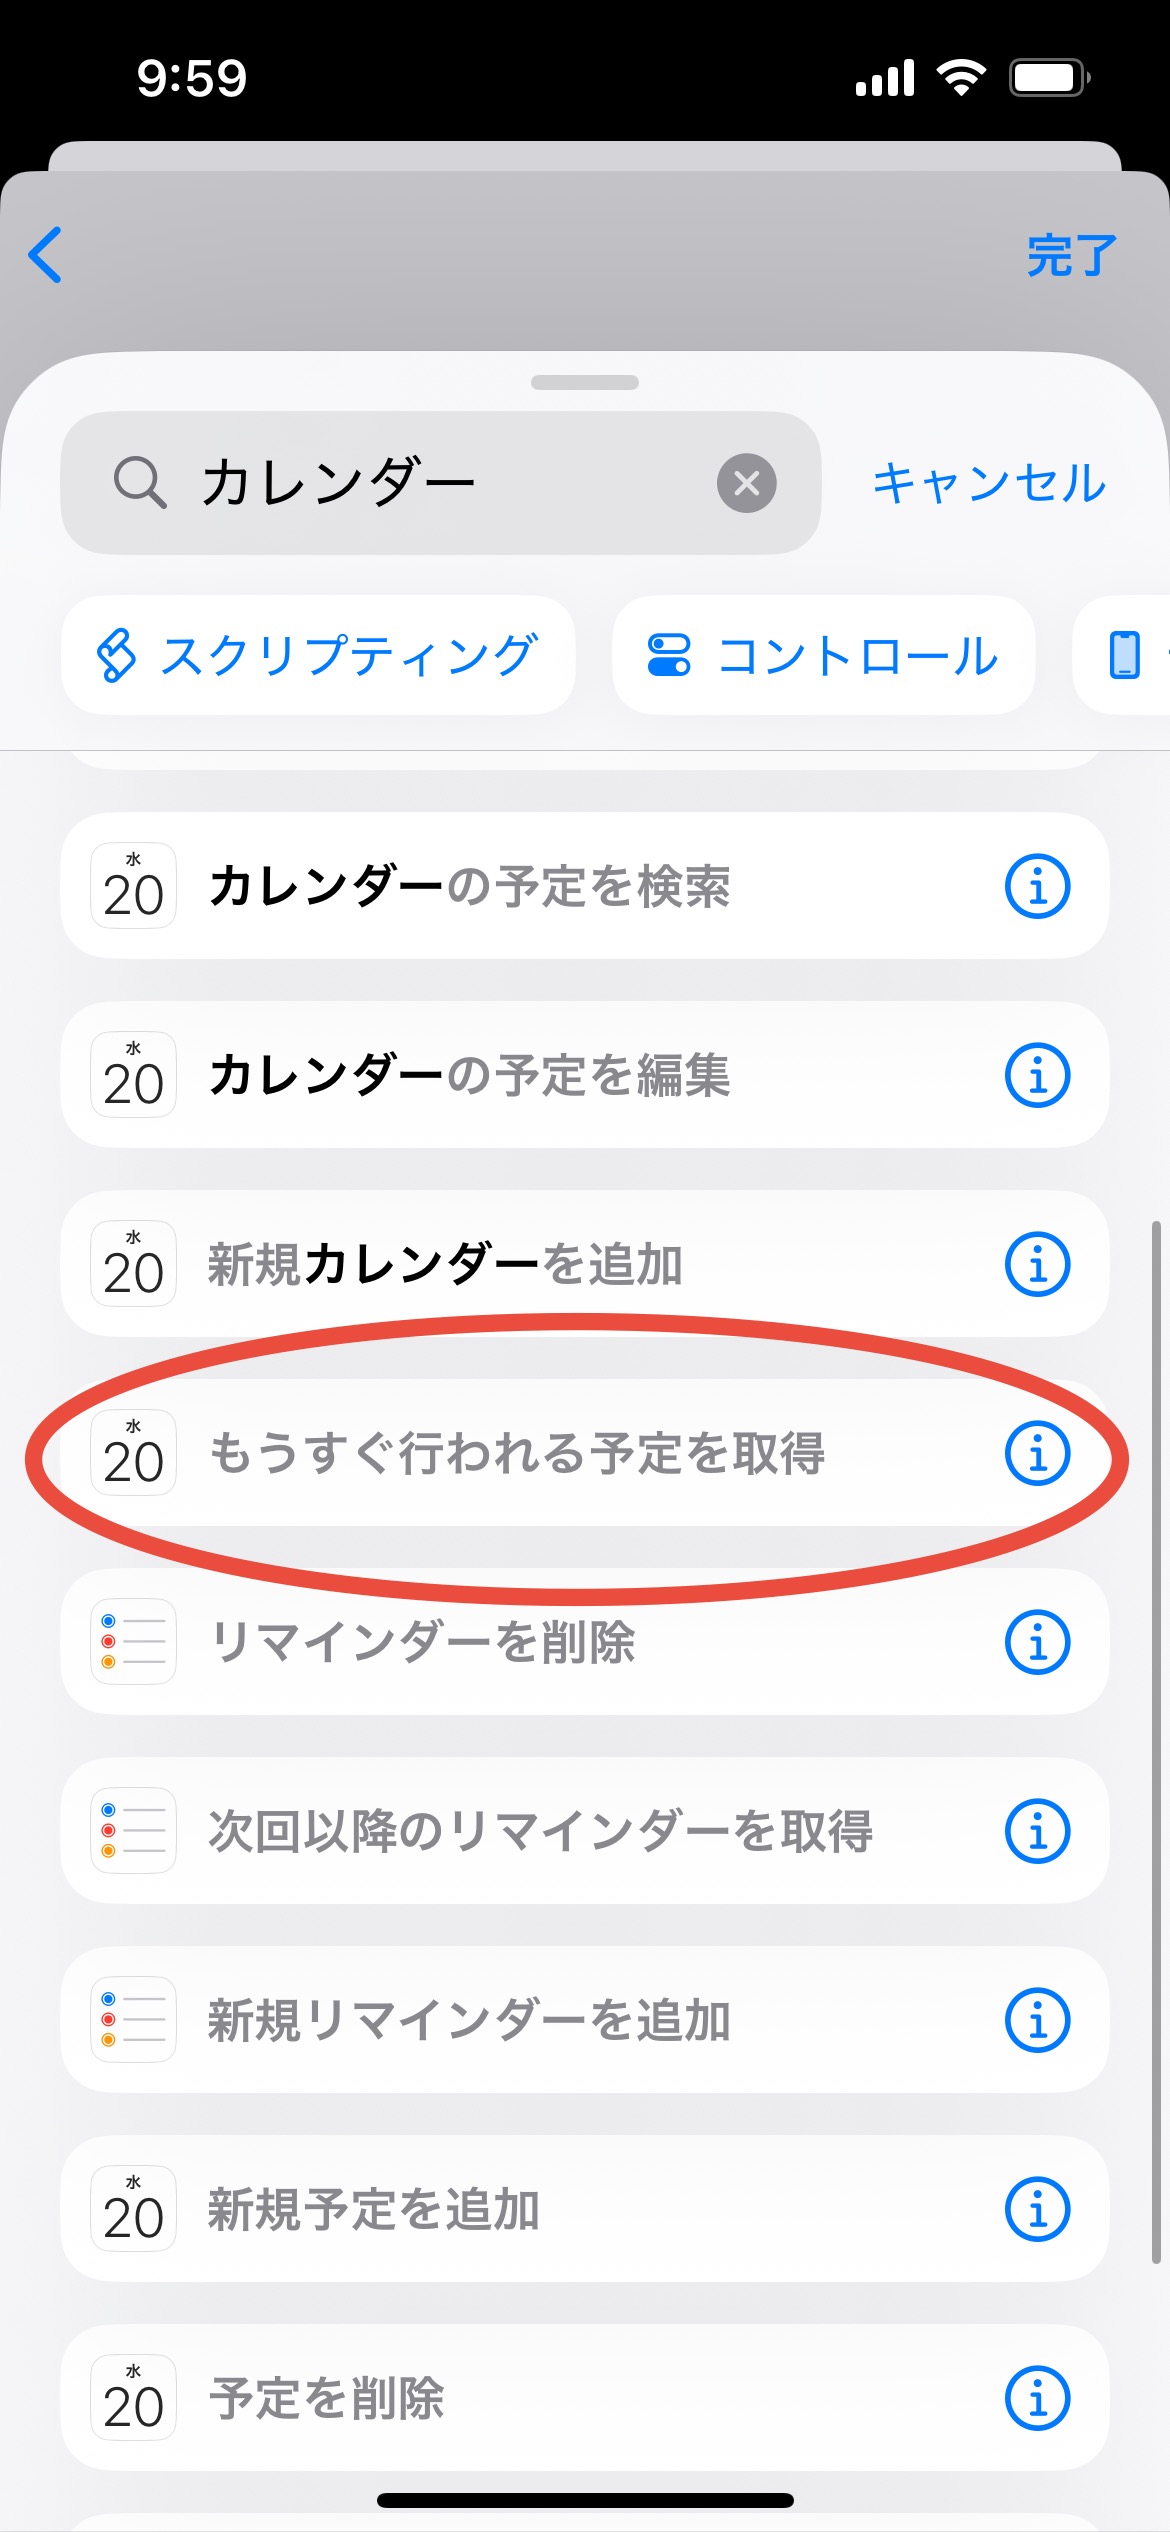 9:59
完了
カレンダー
キャンセル
スクリプティング
コントロール
水
20
カレンダーの予定を検索
水
20
カレンダーの予定を編集
水
20
新規カレンダーを追加
水
20
もうすぐ行われる予定を取得
リマインダーを削除
次回以降のリマインダーを取得
新規リマインダーを追加
水
20
新規予定を追加
水
20
予定を削除